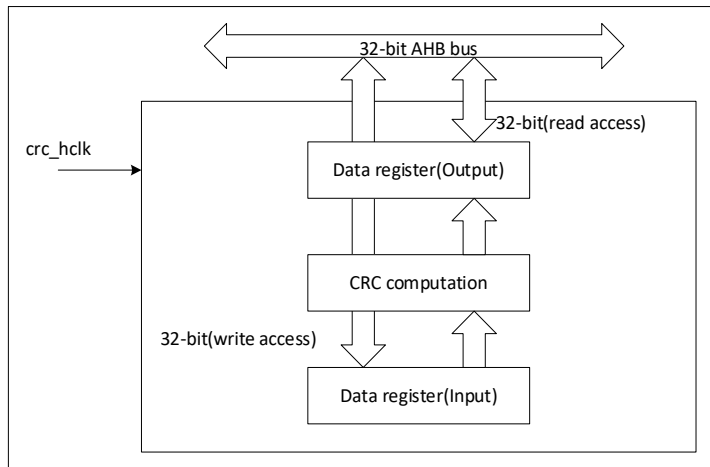 32-bit AHB bus
32-bit(read access)
crc_hclk
Data register(Output)
CRC computation
32-bit(write access)
Data register(Input)